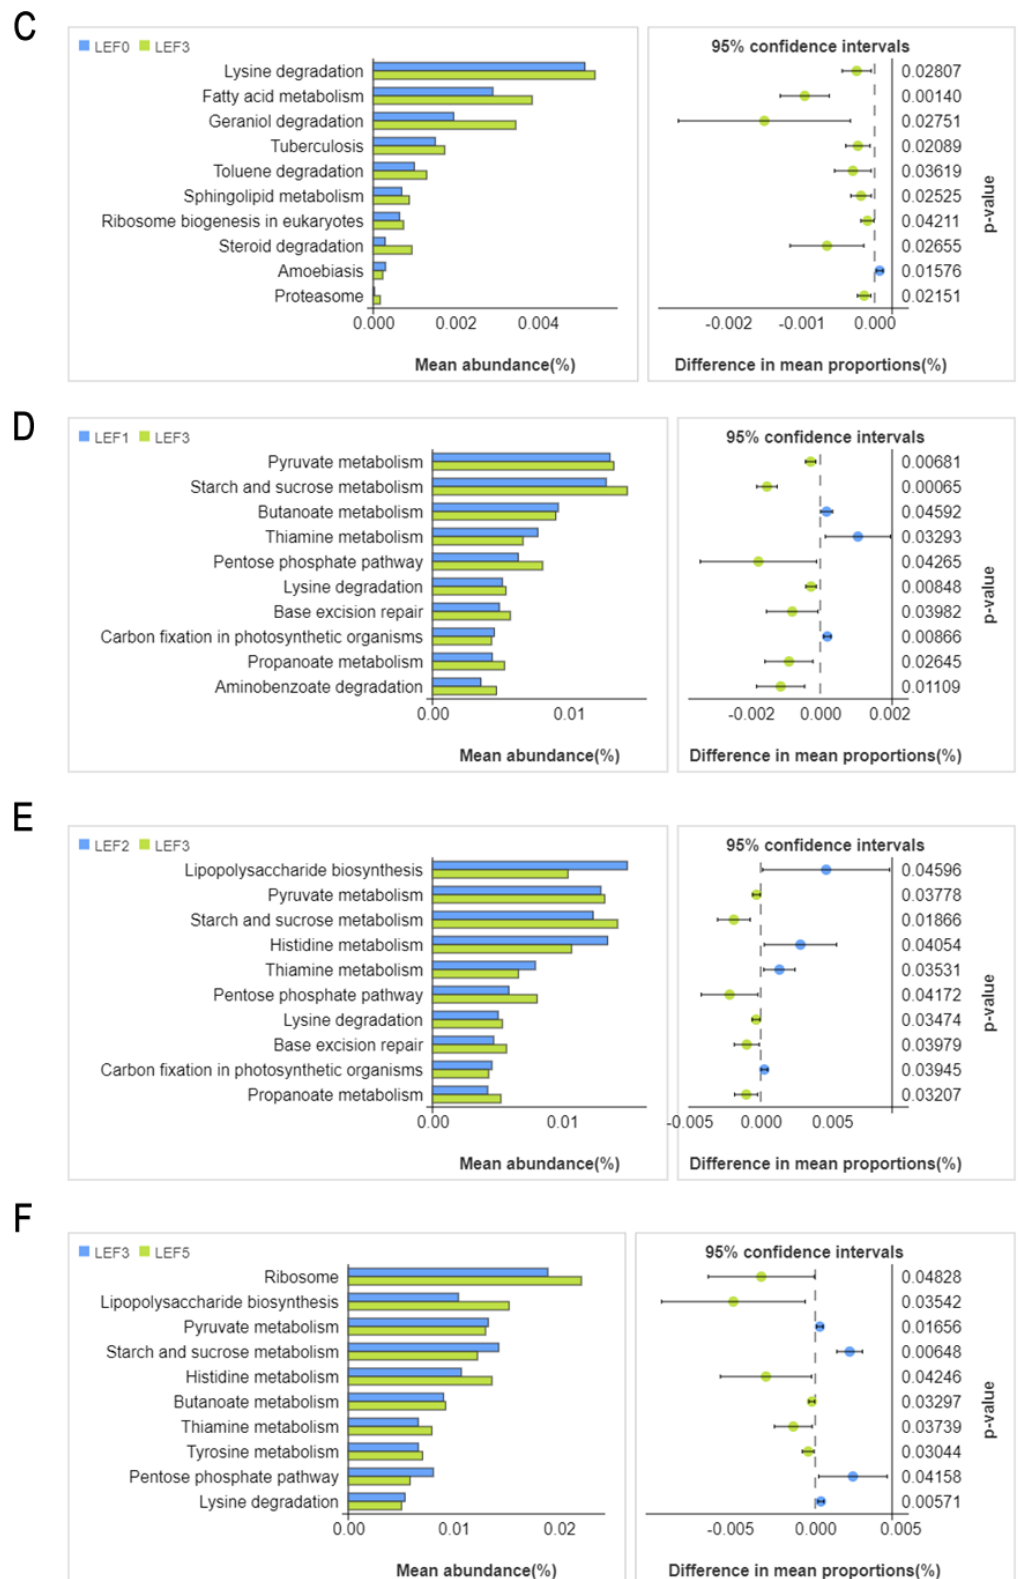 C
LEF0 LEF3
95% confidence intervals
Lysine degradation 0.02807
Fatty acid metabolism 0.00140
Geraniol degradation 0.02751
Tuberculosis 0.02089
Toluene degradation 0.03619
Sphingolipid metabolism 0.02525
Ribosome biogenesis in eukaryotes 0.04211
Steroid degradation 0.02655
Amoebiasis 0.01576
Proteasome 0.02151
p-value
0.000 0.002 0.004 -0.002 -0.001 0.000
Mean abundance(%) Difference in mean proportions(%)
D
LEF1 LEF3
95% confidence intervals
Pyruvate metabolism 0.00681
Starch and sucrose metabolism 0.00065
Butanoate metabolism 0.04592
Thiamine metabolism 0.03293
Pentose phosphate pathway 0.04265
Lysine degradation 0.00848
Base excision repair 0.03982
Carbon fixation in photosynthetic organisms 0.00866
Propanoate metabolism 0.02645
Aminobenzoate degradation 0.01109
p-value
0.00 0.01 -0.002 0.000 0.002
Mean abundance(%) Difference in mean proportions(%)
E
LEF2 LEF3
95% confidence intervals
Lipopolysaccharide biosynthesis 0.04596
Pyruvate metabolism 0.03778
Starch and sucrose metabolism 0.01866
Histidine metabolism 0.04054
Thiamine metabolism 0.03531
Pentose phosphate pathway 0.04172
Lysine degradation 0.03474
Base excision repair 0.03979
Carbon fixation in photosynthetic organisms 0.03945
Propanoate metabolism 0.03207
p-value
0.00 0.01 -0.005 0.000 0.005
Mean abundance(%) Difference in mean proportions(%)
F
LEF3 LEF5
95% confidence intervals
Ribosome 0.04828
Lipopolysaccharide biosynthesis 0.03542
Pyruvate metabolism 0.01656
Starch and sucrose metabolism 0.00648
Histidine metabolism 0.04246
Butanoate metabolism 0.03297
Thiamine metabolism 0.03739
Tyrosine metabolism 0.03044
Pentose phosphate pathway 0.04158
Lysine degradation 0.00571
p-value
0.00 0.01 0.02 -0.005 0.000 0.005
Mean abundance(%) Difference in mean proportions(%)